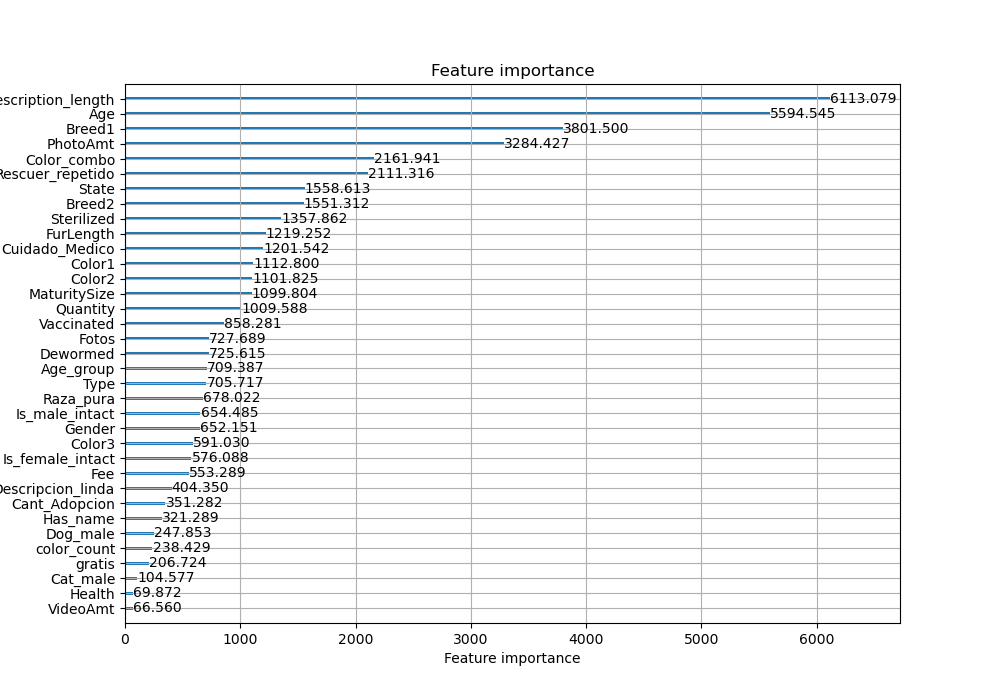 Feature importance
escription_length 6113.079
Age 5594.545
Breed1 3801.500
PhotoAmt 3284.427
Color_combo 2161.941
Rescuer_repetido 2111.316
State 1558.613
Breed2 1551.312
Sterilized 1357.862
FurLength 1219.252
Cuidado_Medico 1201.542
Color1 1112.800
Color2 1101.825
MaturitySize 1099.804
Quantity 1009.588
Vaccinated 858.281
Fotos 727.689
Dewormed 725.615
Age_group 709.387
Type 705.717
Raza_pura 678.022
Is_male_intact 654.485
Gender 652.151
Color3 591.030
Is_female_intact 576.088
Fee 553.289
Descripcion_linda 404.350
Cant_Adopcion 351.282
Has_name 321.289
Dog_male 247.853
color_count 238.429
gratis 206.724
Cat_male 104.577
Health 69.872
VideoAmt 66.560
0 1000 2000 3000 4000 5000 6000
Feature importance